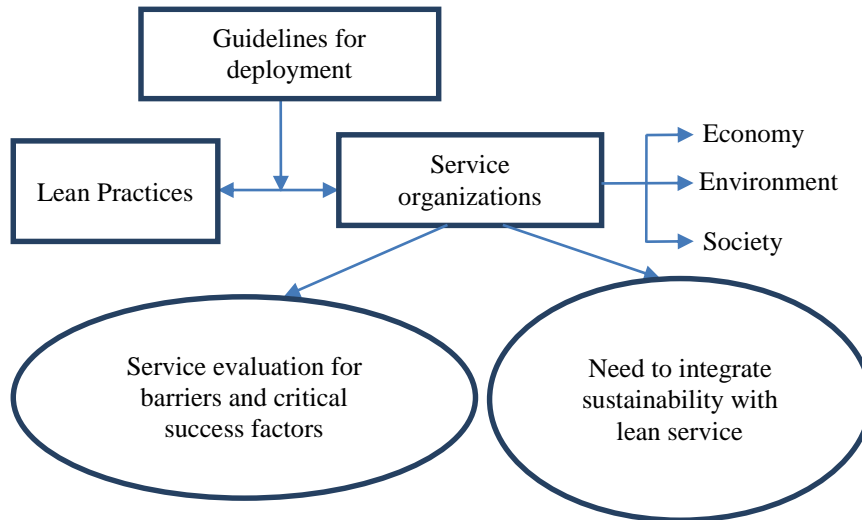 Guidelines for
deployment
Lean Practices
Service
organizations
Economy
Environment
Society
Service evaluation for
barriers and critical
success factors
Need to integrate
sustainability with
lean service